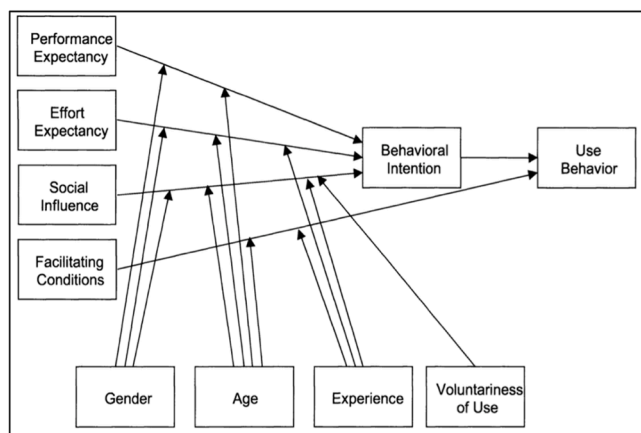 Performance
Expectancy
Effort
Expectancy
Social
Influence
Facilitating
Conditions
Behavioral
Intention
Use
Behavior
Gender
Age
Experience
Voluntariness
of Use